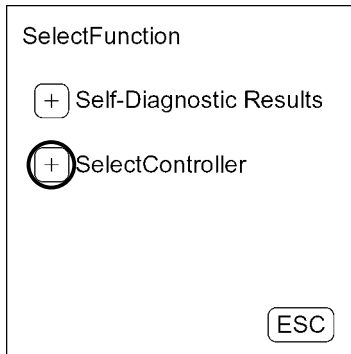 SelectFunction
+ Self-Diagnostic Results
+ SelectController
ESC